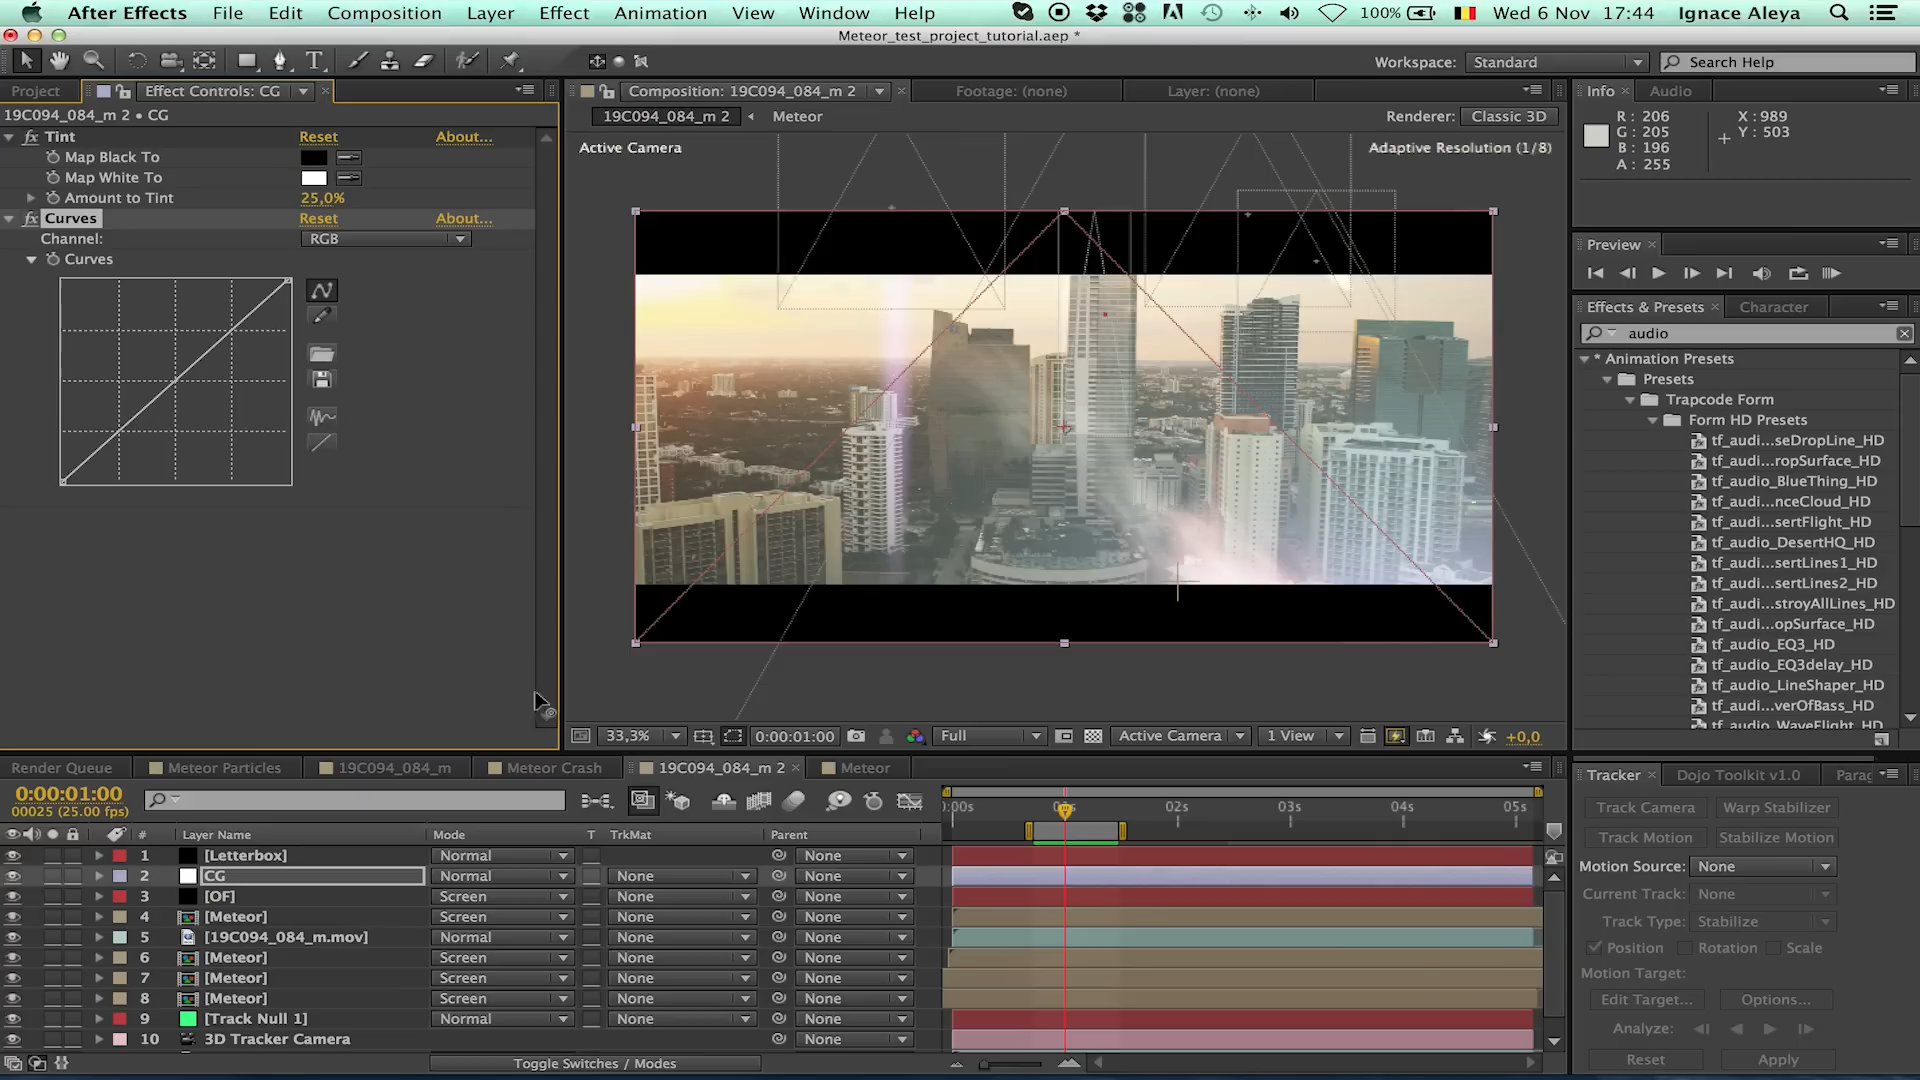 After Effects File Edit Composition Layer Effect Animation View Window Help 100% Wed 6 Nov 17:44 Ignace Aleya
Meteor_test_project_tutorial.aep *
Workspace: Standard Search Help
Project Effect Controls: CG Composition: 19C094_084_m 2 Footage: (none) Layer: (none) Info Audio
19C094_084_m 2 • CG 19C094_084_m 2 Meteor Renderer: Classic 3D
R: 206 X: 989
G: 205 Y: 503
B: 196
A: 255
Tint Reset About...
Map Black To
Map White To
Amount to Tint 25,0%
Curves Reset About...
Channel: RGB
Curves
Active Camera Adaptive Resolution (1/8)
Preview
Effects & Presets Character
audio
* Animation Presets
Presets
Trapcode Form
Form HD Presets
tf_audi...seDropLine_HD
tf_audi...ropSurface_HD
tf_audio_BlueThing_HD
tf_audi...nceCloud_HD
tf_audi...sertFlight_HD
tf_audio_DesertHQ_HD
tf_audi...sertLines1_HD
tf_audi...sertLines2_HD
tf_audi...stroyAllLines_HD
tf_audi...opSurface_HD
tf_audio_EQ3_HD
tf_audio_EQ3delay_HD
tf_audio_LineShaper_HD
tf_audi...verOfBass_HD
tf_audio_WaveFlight_HD
33,3% 0:00:01:00 Full Active Camera 1 View +0,0
Render Queue Meteor Particles 19C094_084_m Meteor Crash 19C094_084_m 2 Meteor
0:00:01:00
00025 (25.00 fps)
:00s 02s 03s 04s 05s
# Layer Name Mode T TrkMat Parent
1 [Letterbox] Normal None
2 CG Normal None None
3 [OF] Screen None None
4 [Meteor] Screen None None
5 [19C094_084_m.mov] Normal None None
6 [Meteor] Screen None None
7 [Meteor] Screen None None
8 [Meteor] Screen None None
9 [Track Null 1] Normal None None
10 3D Tracker Camera None
Toggle Switches / Modes
Tracker Dojo Toolkit v1.0 Parag
Track Camera Warp Stabilizer
Track Motion Stabilize Motion
Motion Source: None
Current Track: None
Track Type: Stabilize
Position Rotation Scale
Motion Target:
Edit Target... Options...
Analyze:
Reset Apply